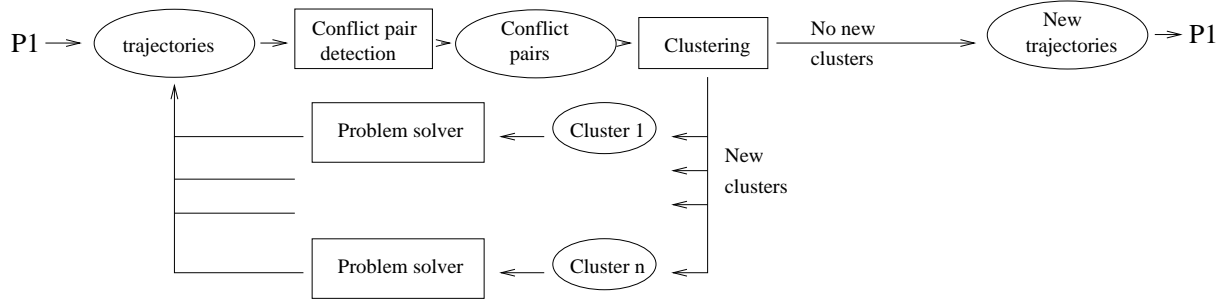 P1
trajectories
Conflict pair
detection
Conflict
pairs
Clustering
No new
clusters
New
trajectories
P1
Problem solver
Cluster 1
New
clusters
Problem solver
Cluster n